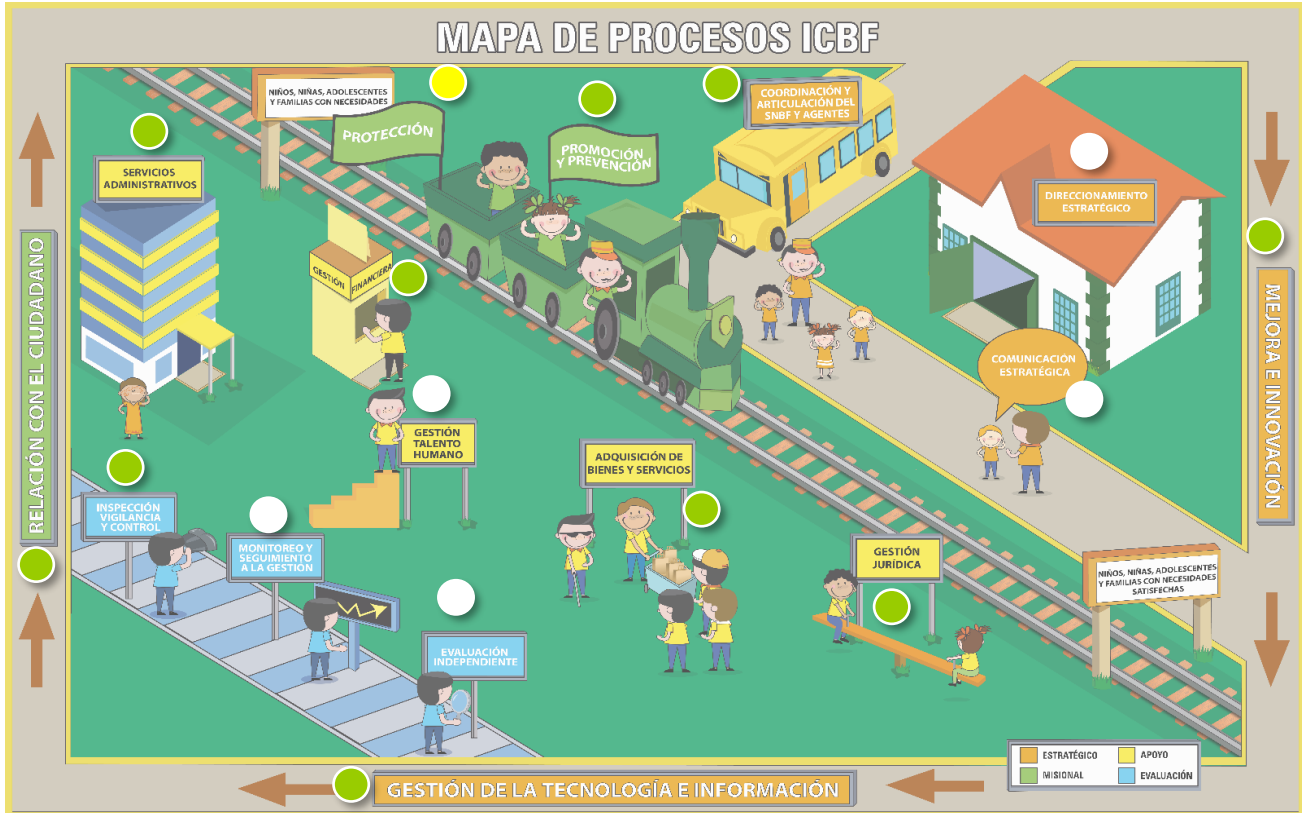 MAPA DE PROCESOS ICBF
NIÑOS, NIÑAS, ADOLESCENTES
Y FAMILIAS CON NECESIDADES
PROTECCIÓN
PROMOCIÓN
Y PREVENCIÓN
COORDINACIÓN Y
ARTICULACIÓN DEL
SNBF Y AGENTES
SERVICIOS
ADMINISTRATIVOS
DIRECCIONAMIENTO
ESTRATÉGICO
GESTIÓN
FINANCIERA
RELACIÓN CON EL CIUDADANO
MEJORA E INNOVACIÓN
COMUNICACIÓN
ESTRATÉGICA
GESTIÓN
TALENTO
HUMANO
ADQUISICIÓN DE
BIENES Y SERVICIOS
INSPECCIÓN
VIGILANCIA
Y CONTROL
MONITOREO Y
SEGUIMIENTO
A LA GESTIÓN
GESTIÓN
JURÍDICA
NIÑOS, NIÑAS, ADOLESCENTES
Y FAMILIAS CON NECESIDADES
SATISFECHAS
EVALUACIÓN
INDEPENDIENTE
ESTRATÉGICO
APOYO
MISIONAL
EVALUACIÓN
GESTIÓN DE LA TECNOLOGÍA E INFORMACIÓN